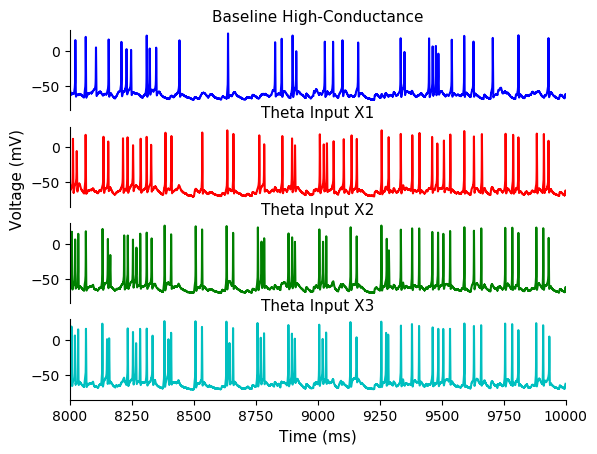 Baseline High-Conductance
0
−50
Theta Input X1
0
−50
Theta Input X2
0
−50
Theta Input X3
0
−50
Voltage (mV)
8000 8250 8500 8750 9000 9250 9500 9750 10000
Time (ms)